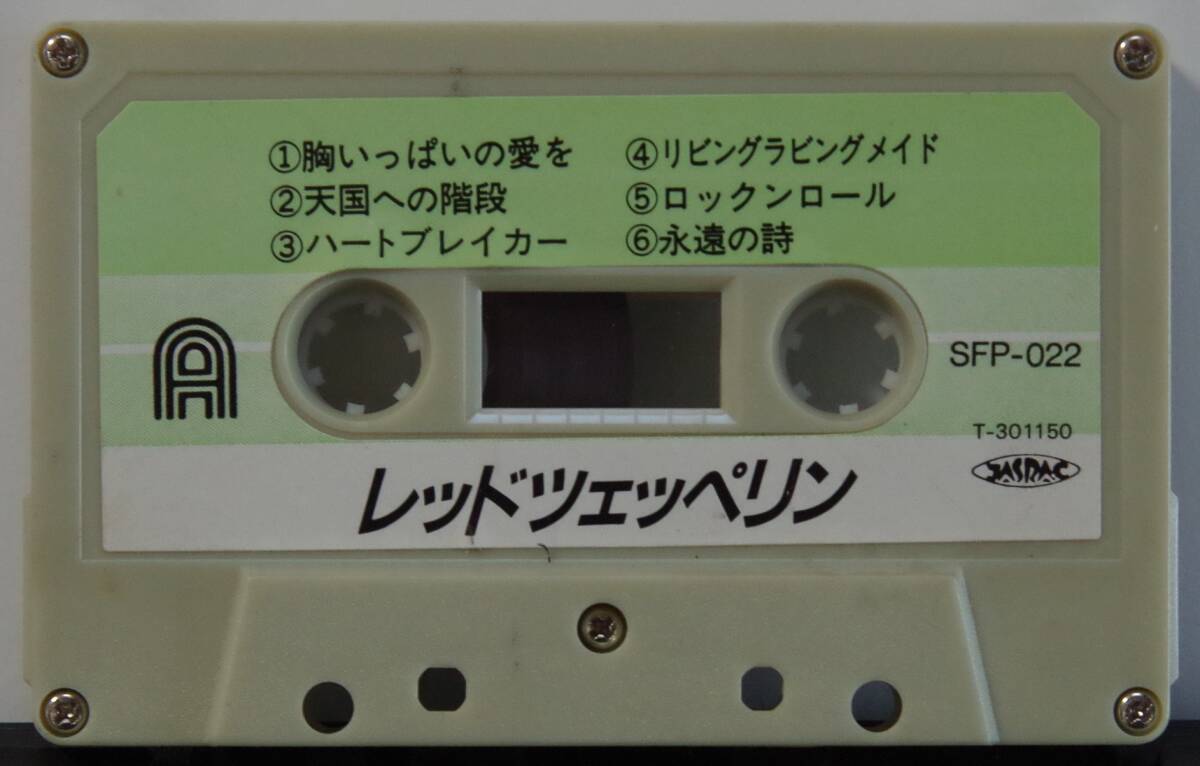 ①胸いっぱいの愛を
②天国への階段
③ハートブレイカー
④リビングラビングメイド
⑤ロックンロール
⑥永遠の詩
A
SFP-022
T-301150
JASRAC
レッドツェッペリン